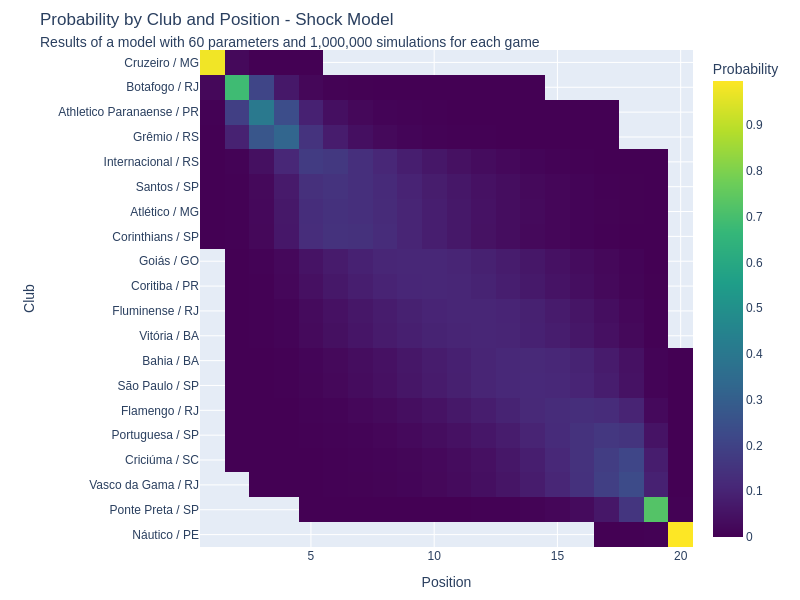 Probability by Club and Position - Shock Model
Results of a model with 60 parameters and 1,000,000 simulations for each game
Probability
Club
Cruzeiro / MG
Botafogo / RJ
Athletico Paranaense / PR
Grêmio / RS
Internacional / RS
Santos / SP
Atlético / MG
Corinthians / SP
Goiás / GO
Coritiba / PR
Fluminense / RJ
Vitória / BA
Bahia / BA
São Paulo / SP
Flamengo / RJ
Portuguesa / SP
Criciúma / SC
Vasco da Gama / RJ
Ponte Preta / SP
Náutico / PE
0.9
0.8
0.7
0.6
0.5
0.4
0.3
0.2
0.1
0
5 10 15 20
Position